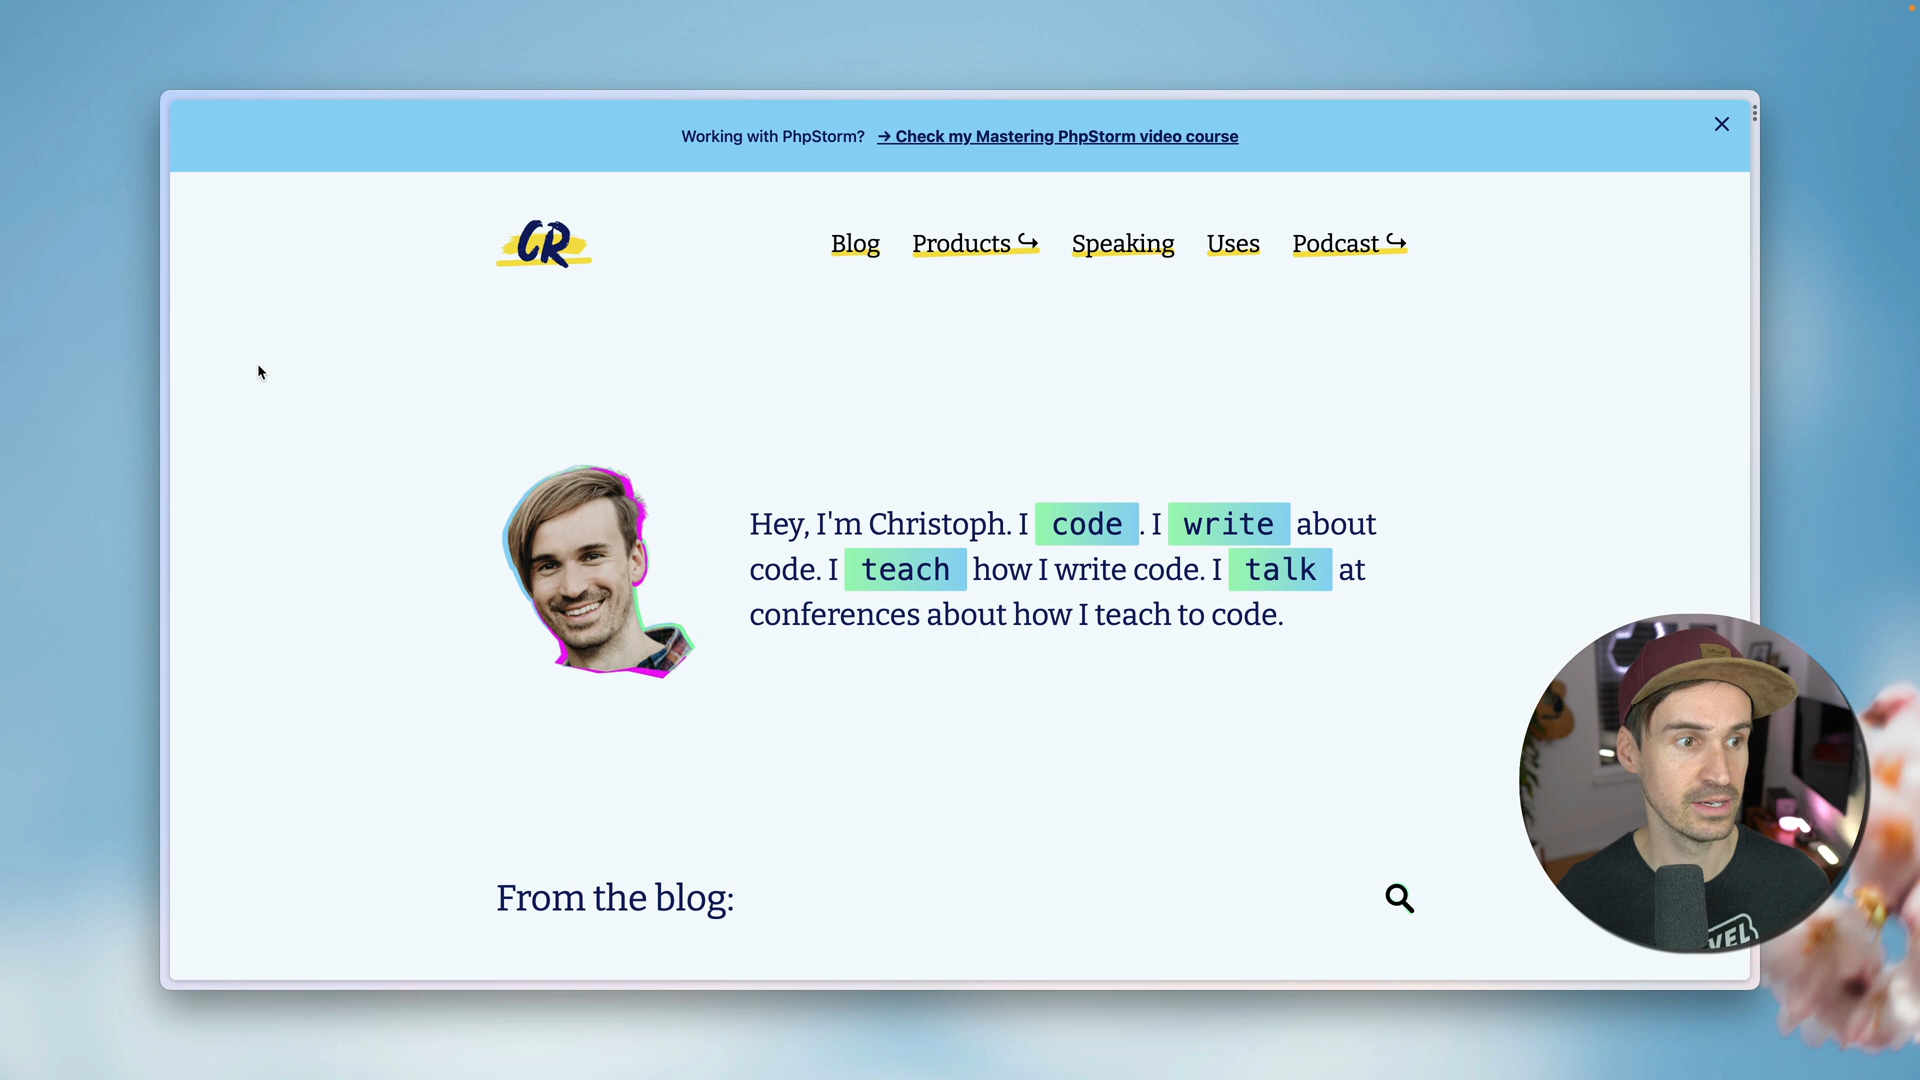 Working with PhpStorm? → Check my Mastering PhpStorm video course
CR
Blog Products ↪ Speaking Uses Podcast ↪
Hey, I'm Christoph. I code . I write about
code. I teach how I write code. I talk at
conferences about how I teach to code.
From the blog:
VEL